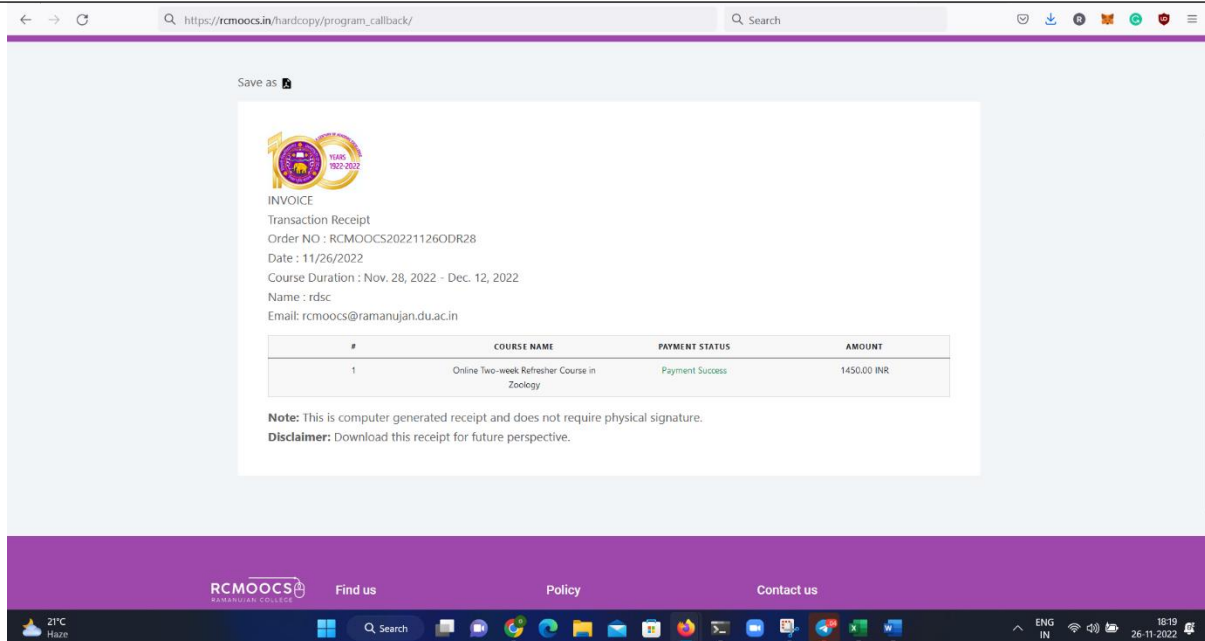 https://rcmoocs.in/hardcopy/program_callback/
Search
Save as
YEARS
1922-2022
INVOICE
Transaction Receipt
Order NO : RCMOOCS20221126ODR28
Date : 11/26/2022
Course Duration : Nov. 28, 2022 - Dec. 12, 2022
Name : rdsc
Email: rcmoocs@ramanujan.du.ac.in
# COURSE NAME PAYMENT STATUS AMOUNT
1 Online Two-week Refresher Course in Payment Success 1450.00 INR
Zoology
Note: This is computer generated receipt and does not require physical signature.
Disclaimer: Download this receipt for future perspective.
RCMOOCS Find us Policy Contact us
RAMANUJAN COLLEGE
21°C
Haze
Search
ENG
IN
18:19
26-11-2022